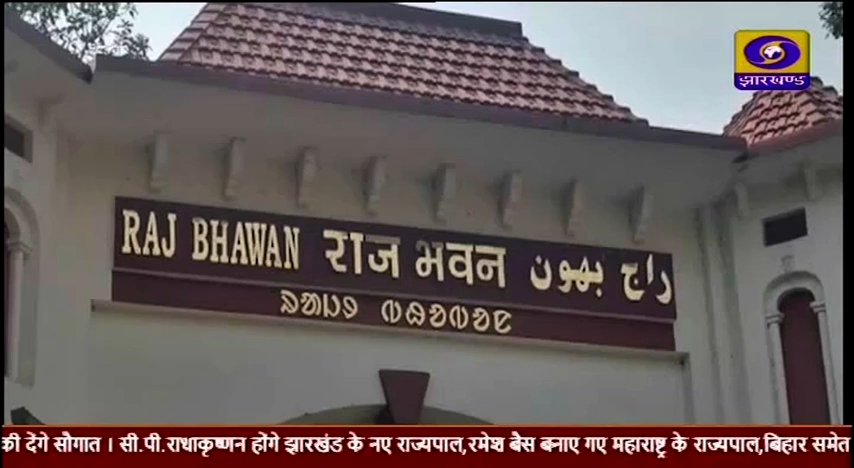 झारखण्ड
RAJ BHAWAN राज भवन راج بھون
की देंगे सौगात । सी.पी.राधाकृष्णन होंगे झारखंड के नए राज्यपाल,रमेश बैस बनाए गए महाराष्ट्र के राज्यपाल,बिहार समेत